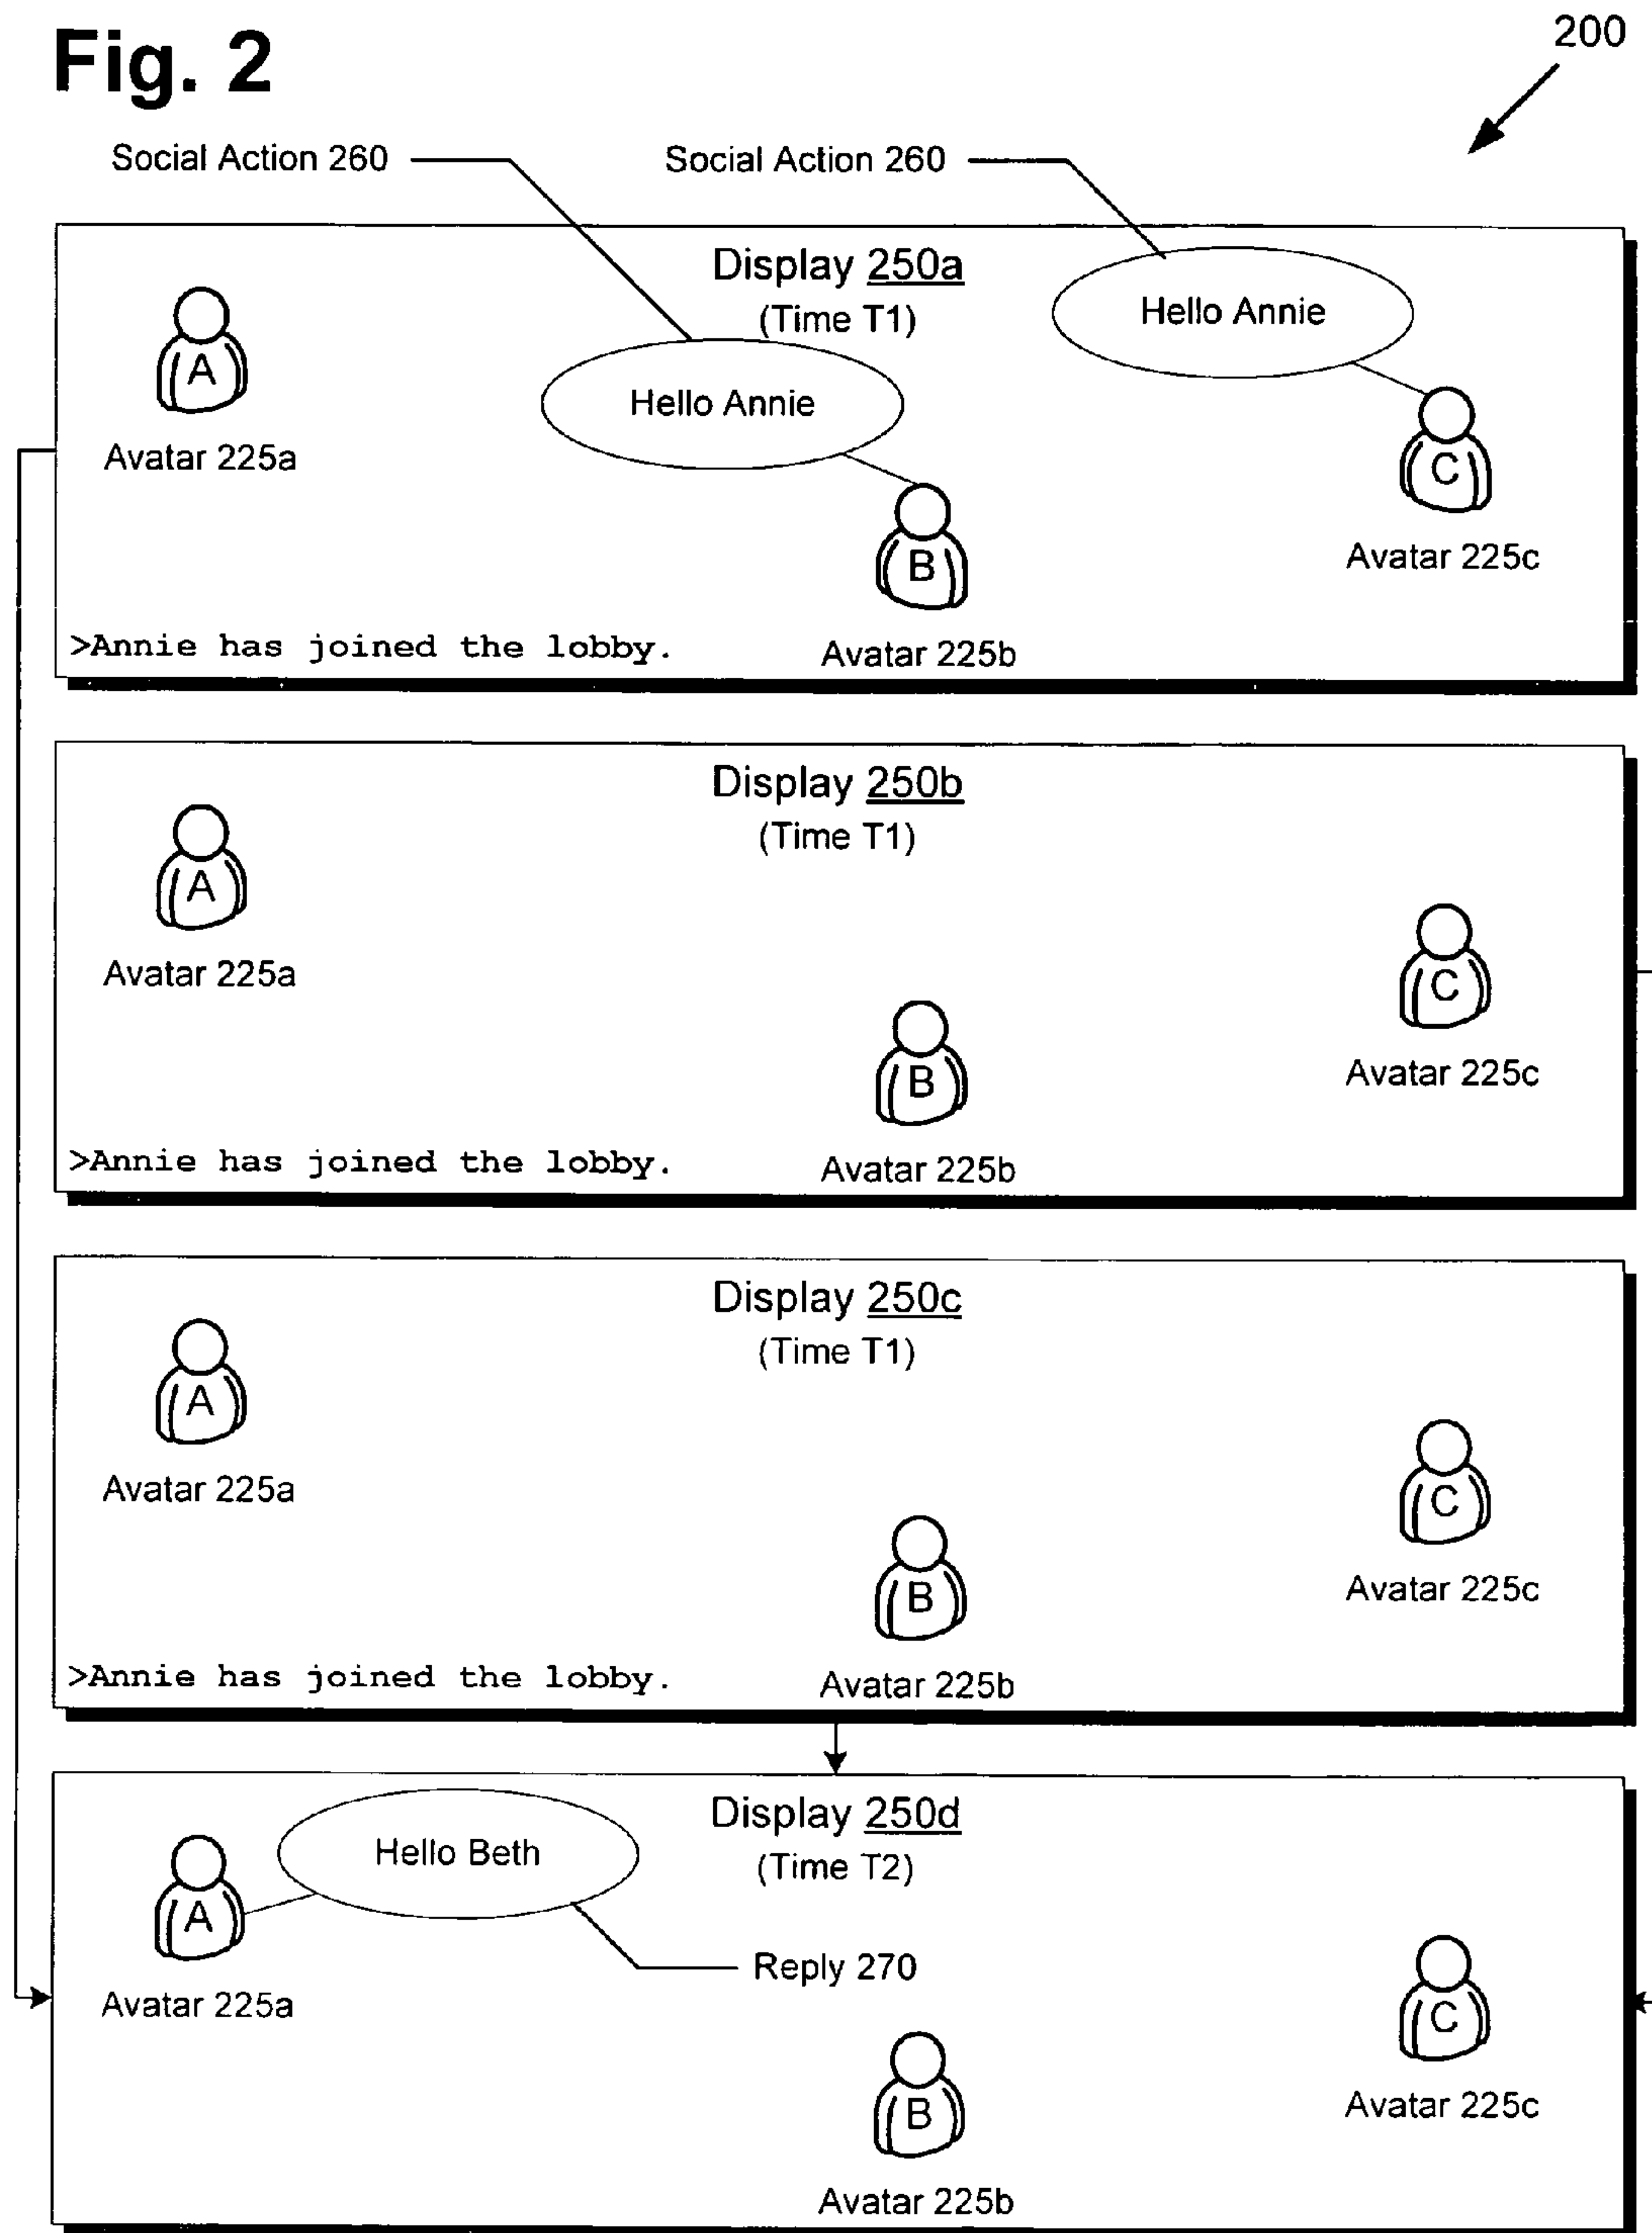 Fig. 2
200
Social Action 260
Social Action 260
Display 250a
(Time T1)
Hello Annie
Hello Annie
A
Avatar 225a
B
Avatar 225b
C
Avatar 225c
>Annie has joined the lobby.
Display 250b
(Time T1)
A
Avatar 225a
B
Avatar 225b
C
Avatar 225c
>Annie has joined the lobby.
Display 250c
(Time T1)
A
Avatar 225a
B
Avatar 225b
C
Avatar 225c
>Annie has joined the lobby.
Display 250d
(Time T2)
Hello Beth
A
Avatar 225a
Reply 270
B
Avatar 225b
C
Avatar 225c